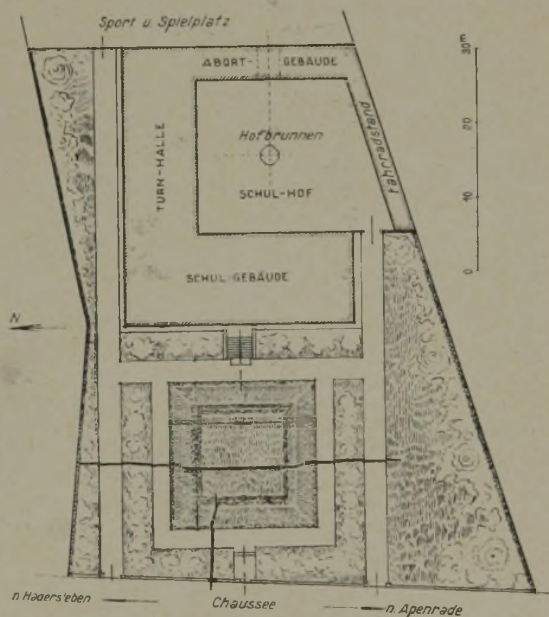 Sport u. Spielplatz
ABORT- GEBÄUDE
30m
TURN-HALLE
Hofbrunnen
Fahrradstand
20
SCHUL-HOF
10
SCHUL-GEBÄUDE
0
N
n. Hadersleben
Chaussee
n. Apenrade